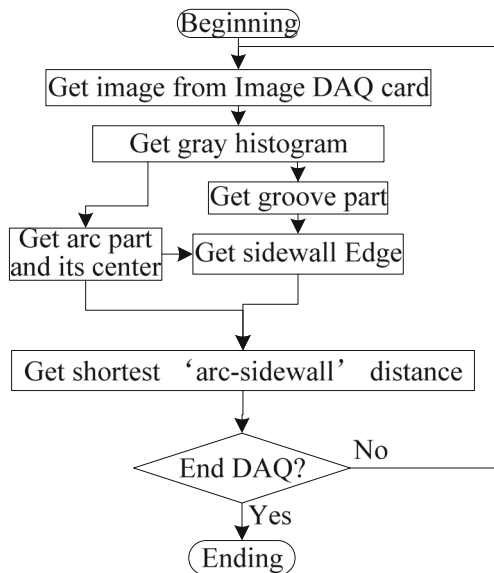 Beginning
Get image from Image DAQ card
Get gray histogram
Get groove part
Get arc part
and its center
Get sidewall Edge
Get shortest ‘arc-sidewall’ distance
End DAQ?
No
Yes
Ending